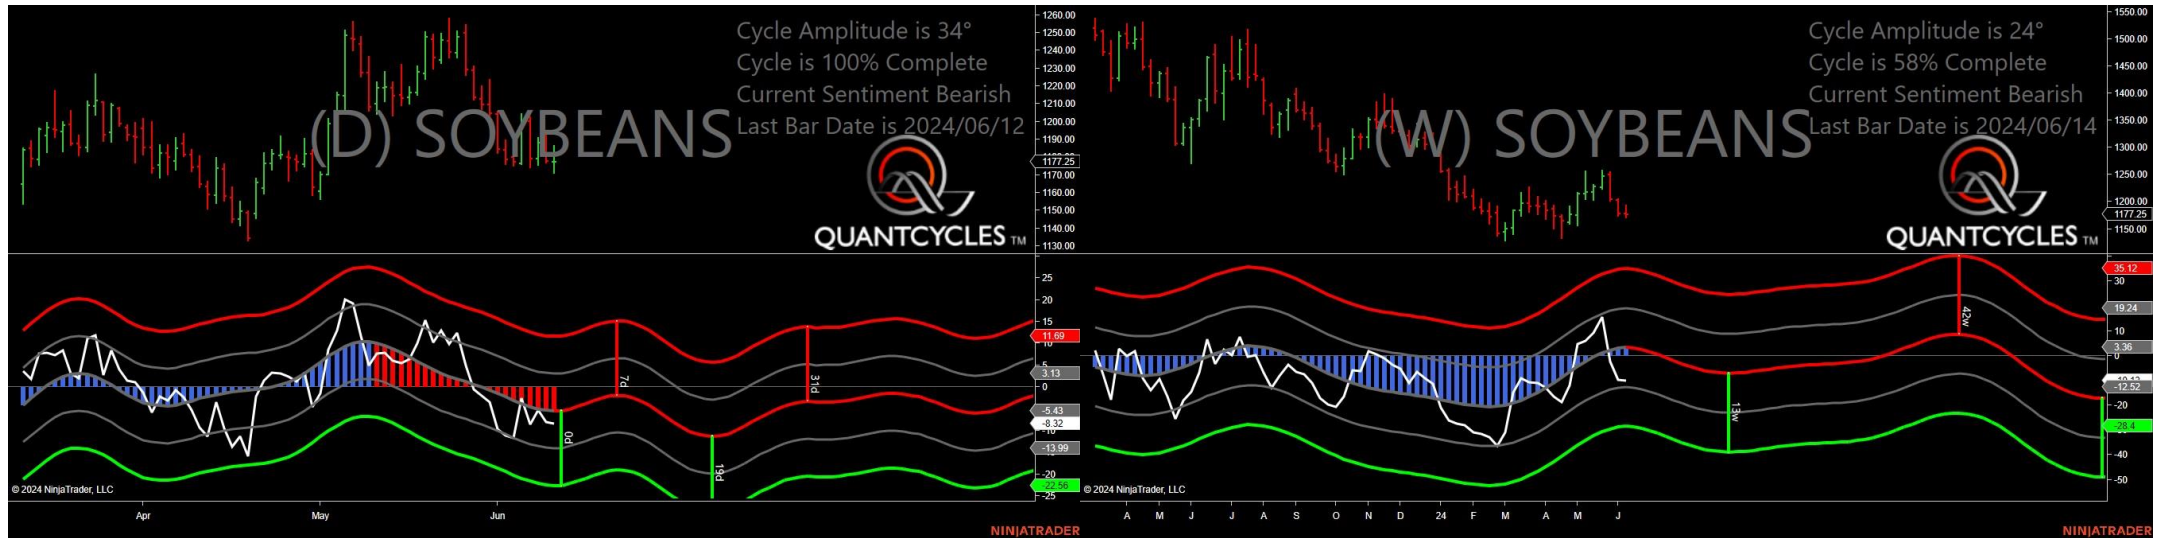 Cycle Amplitude is 34°
Cycle is 100% Complete
Current Sentiment Bearish
Last Bar Date is 2024/06/12
(D) SOYBEANS
QUANTCYCLES TM
1260.00
1250.00
1240.00
1230.00
1220.00
1210.00
1200.00
1190.00
1177.25
1170.00
1160.00
1150.00
1140.00
1130.00
25
20
15
11.69
10
5
3.13
0
-5.43
-8.32
-13.99
-20
-22.56
-25
0d
7d
19d
31d
© 2024 NinjaTrader, LLC
Apr May Jun
NINJATRADER
Cycle Amplitude is 24°
Cycle is 58% Complete
Current Sentiment Bearish
Last Bar Date is 2024/06/14
(W) SOYBEANS
QUANTCYCLES TM
1550.00
1500.00
1450.00
1400.00
1350.00
1300.00
1250.00
1200.00
1177.25
1150.00
35.12
30
19.24
10
3.36
0
-12.52
-20
-28.4
-40
-50
13w
42w
© 2024 NinjaTrader, LLC
A M J J A S O N D 24 F M A M J
NINJATRADER